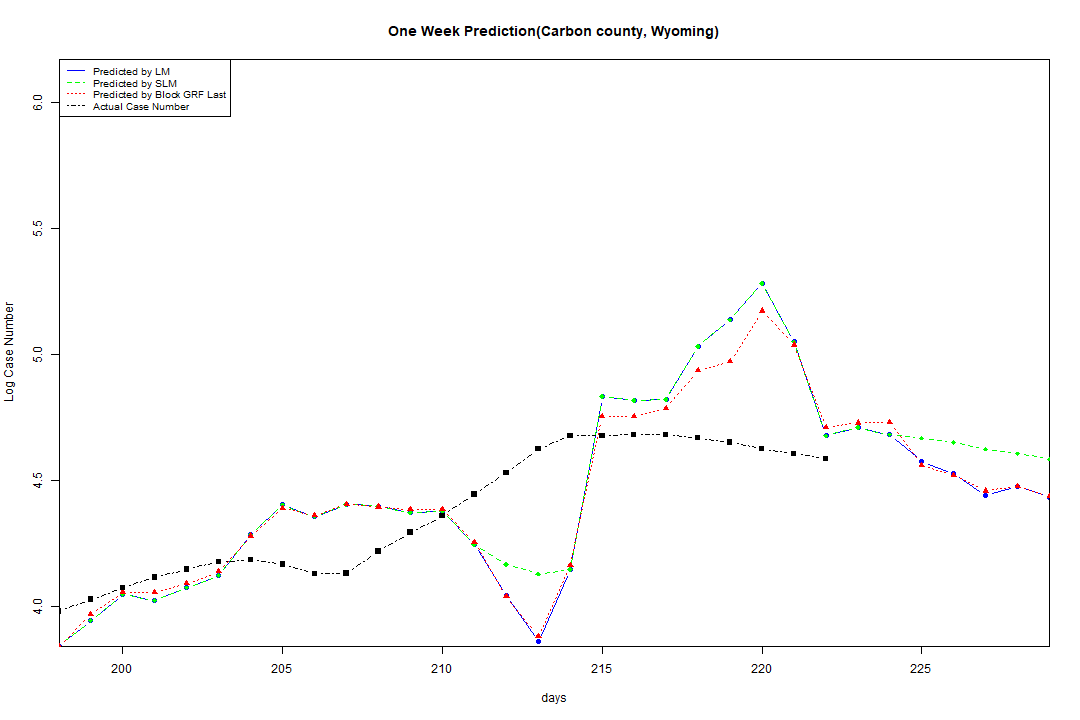 One Week Prediction(Carbon county, Wyoming)
Predicted by LM
Predicted by SLM
Predicted by Block GRF Last
Actual Case Number
6.0
5.5
5.0
4.5
4.0
Log Case Number
200 205 210 215 220 225
days